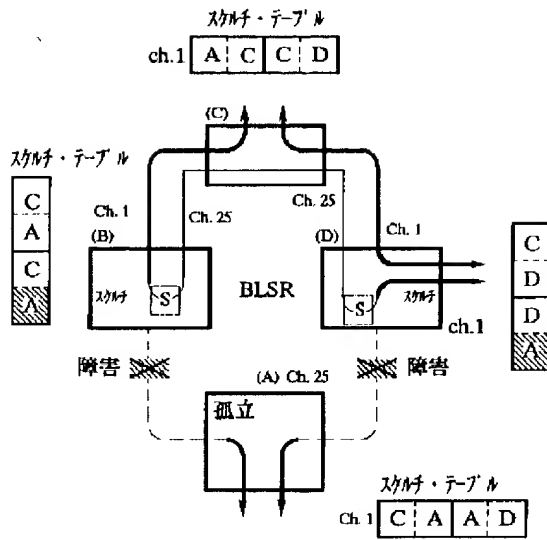 スケルチ・テーブル
ch.1 A C C D
(C)
スケルチ・テーブル
C
A
C
A
Ch. 1
Ch. 25
Ch. 25
Ch. 1
(B)
(D)
スケルチ
S
BLSR
S
スケルチ
ch.1
C
D
D
A
障害
障害
(A) Ch. 25
孤立
スケルチ・テーブル
Ch. 1 C A A D